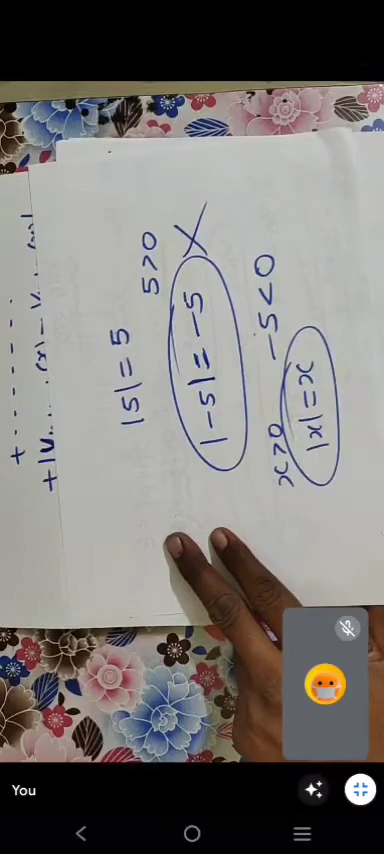 |5| = 5
5>0
|-5| = -5 X
-5<0
x>0
|x| = x
You